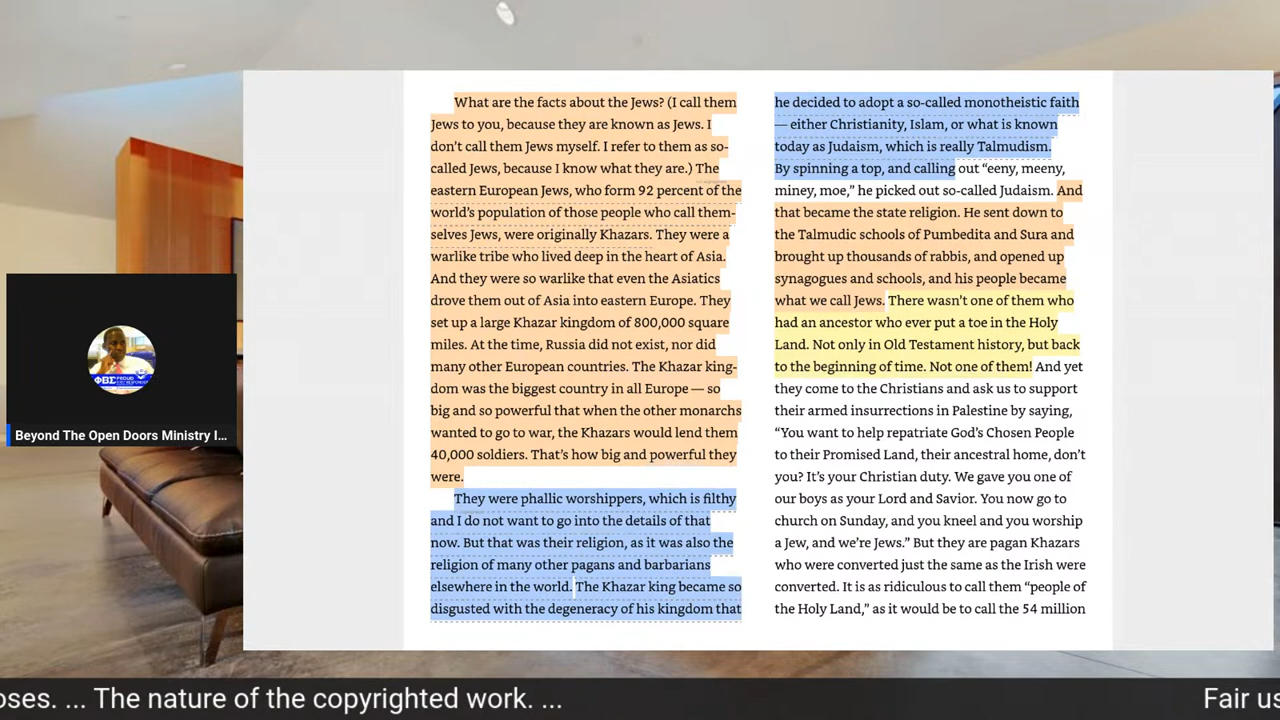 What are the facts about the Jews? (I call them
Jews to you, because they are known as Jews. I
don't call them Jews myself. I refer to them as so-
called Jews, because I know what they are.) The
eastern European Jews, who form 92 percent of the
world's population of those people who call them-
selves Jews, were originally Khazars. They were a
warlike tribe who lived deep in the heart of Asia.
And they were so warlike that even the Asiatics
drove them out of Asia into eastern Europe. They
set up a large Khazar kingdom of 800,000 square
miles. At the time, Russia did not exist, nor did
many other European countries. The Khazar king-
dom was the biggest country in all Europe — so
big and so powerful that when the other monarchs
wanted to go to war, the Khazars would lend them
40,000 soldiers. That's how big and powerful they
were.
They were phallic worshippers, which is filthy
and I do not want to go into the details of that
now. But that was their religion, as it was also the
religion of many other pagans and barbarians
elsewhere in the world. The Khazar king became so
disgusted with the degeneracy of his kingdom that
he decided to adopt a so-called monotheistic faith
— either Christianity, Islam, or what is known
today as Judaism, which is really Talmudism.
By spinning a top, and calling out "eeny, meeny,
miney, moe," he picked out so-called Judaism. And
that became the state religion. He sent down to
the Talmudic schools of Pumbedita and Sura and
brought up thousands of rabbis, and opened up
synagogues and schools, and his people became
what we call Jews. There wasn't one of them who
had an ancestor who ever put a toe in the Holy
Land. Not only in Old Testament history, but back
to the beginning of time. Not one of them! And yet
they come to the Christians and ask us to support
their armed insurrections in Palestine by saying,
"You want to help repatriate God's Chosen People
to their Promised Land, their ancestral home, don't
you? It's your Christian duty. We gave you one of
our boys as your Lord and Savior. You now go to
church on Sunday, and you kneel and you worship
a Jew, and we're Jews." But they are pagan Khazars
who were converted just the same as the Irish were
converted. It is as ridiculous to call them "people of
the Holy Land," as it would be to call the 54 million
Beyond The Open Doors Ministry I...
oses. ... The nature of the copyrighted work. ...
Fair us